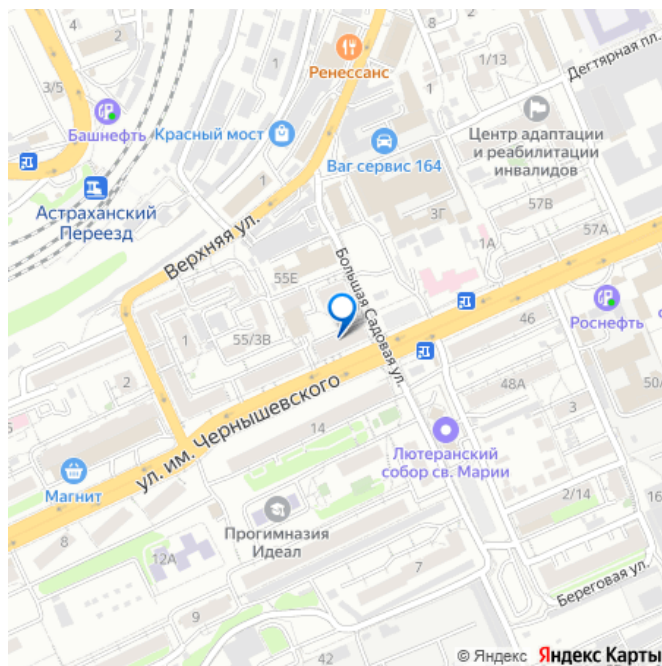 4
2
3/5
Башнефть
Ренессанс
8
1/13
Дегтярная пл.
1
Красный мост
Ваг сервис 164
Центр адаптации
и реабилитации
инвалидов
Астраханский
Переезд
1
Верхняя ул.
3Г
57В
57А
1А
55Е
Большая Садовая ул.
Роснефть
1
55/3В
46
2
ул. им. Чернышевского
48А
50
3
14
Лютеранский
собор св. Марии
Магнит
2/14
Прогимназия
Идеал
8
12А
7
Береговая ул.
9
42
© Яндекс Яндекс Карты